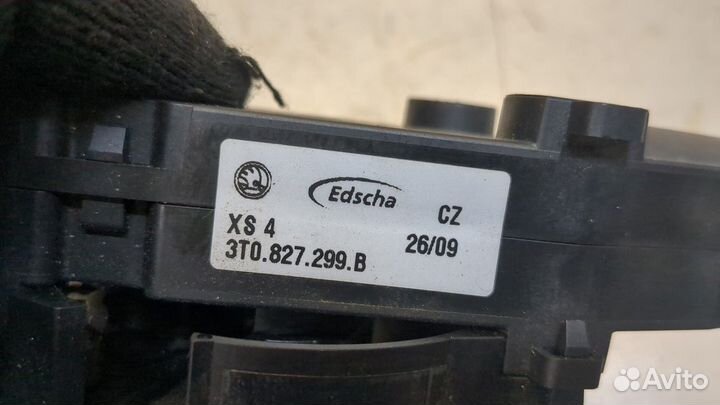 Edscha
CZ
XS 4
26/09
3T0.827.299.B
Avito